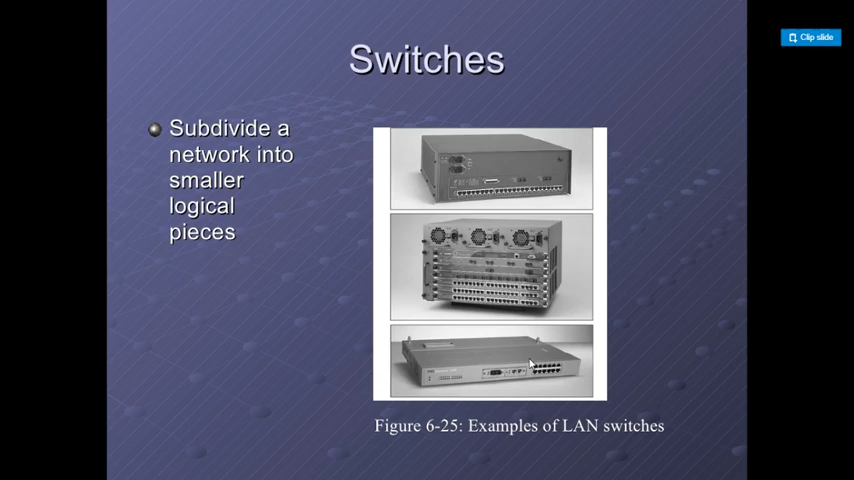 Clip slide
Switches
Subdivide a
network into
smaller
logical
pieces
Figure 6-25: Examples of LAN switches